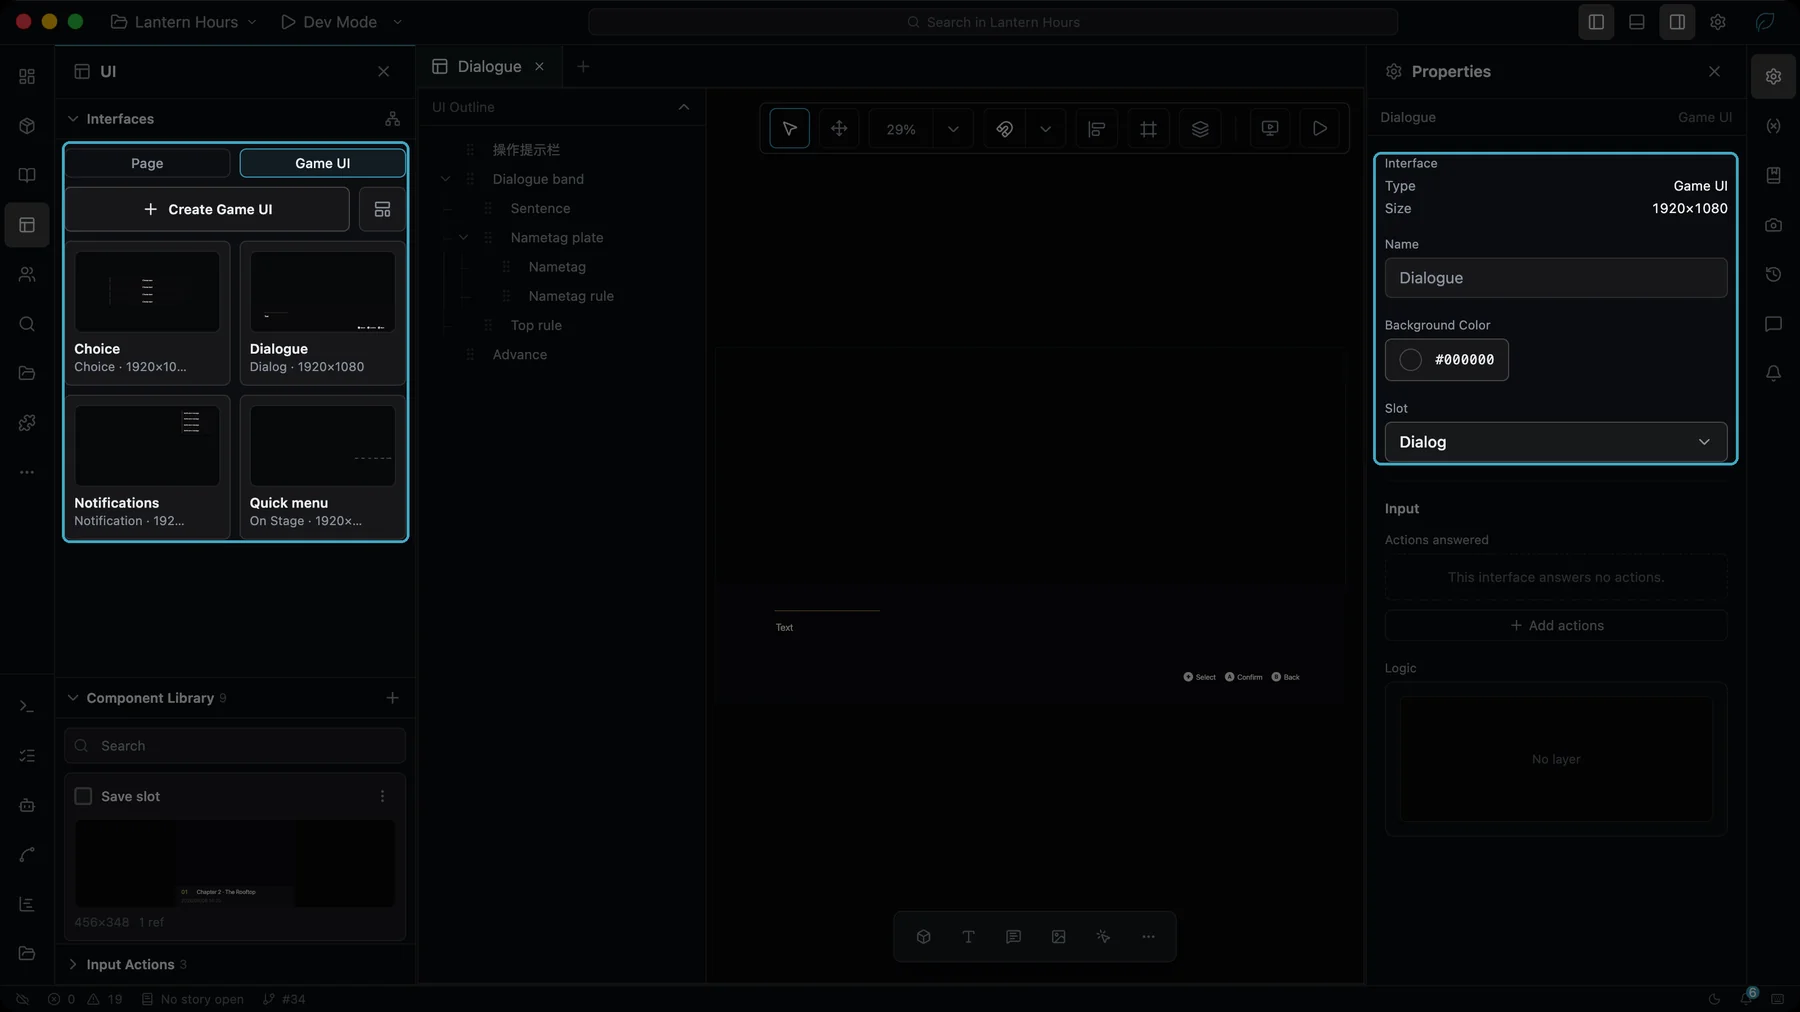 Lantern Hours
Dev Mode
Search in Lantern Hours
UI
Interfaces
Page
Game UI
Create Game UI
Choice
Choice · 1920×10...
Dialogue
Dialog · 1920×1080
Notifications
Notification · 192...
Quick menu
On Stage · 1920×...
Component Library 9
Search
Save slot
01 Chapter 2 · The Rooftop
456×348 1 ref
Input Actions 3
Dialogue
UI Outline
操作提示栏
Dialogue band
Sentence
Nametag plate
Nametag
Nametag rule
Top rule
Advance
29%
Text
Select
A Confirm
B Back
Properties
Dialogue
Game UI
Interface
Type
Game UI
Size
1920×1080
Name
Dialogue
Background Color
#000000
Slot
Dialog
Input
Actions answered
This interface answers no actions.
Add actions
Logic
No layer
0
19
No story open
#34
6